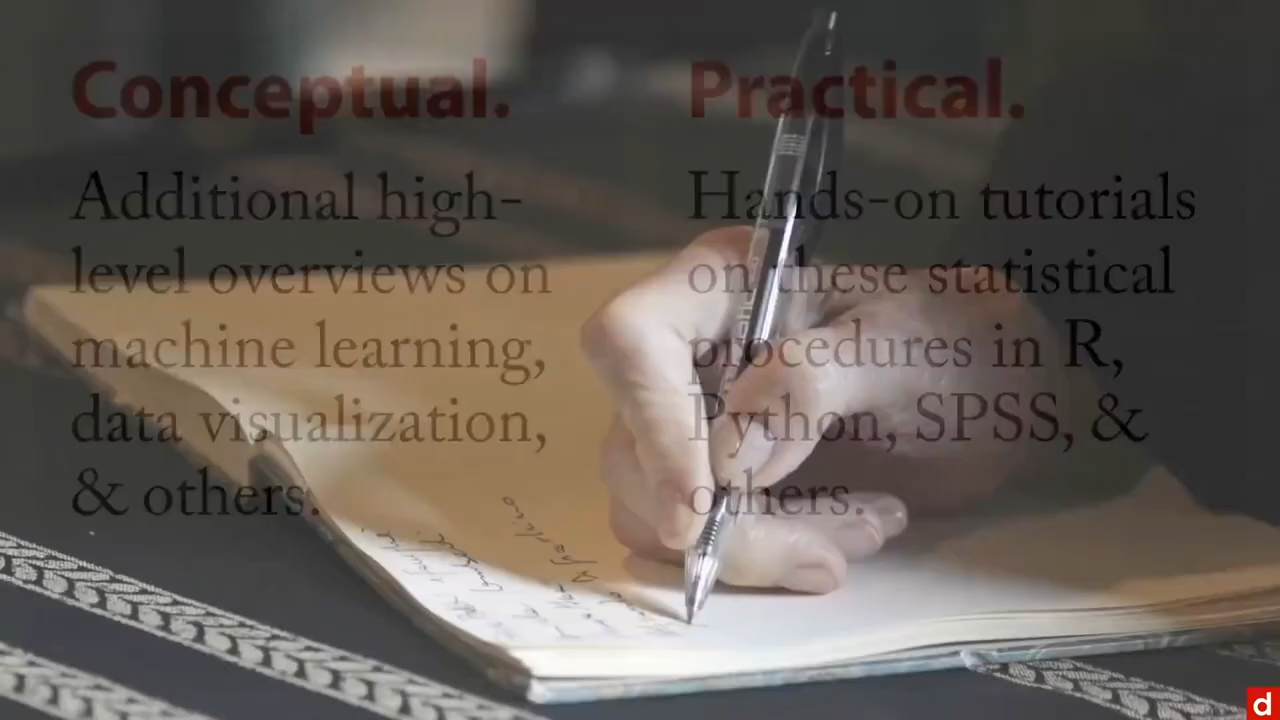 Conceptual.
Additional high-
level overviews on
machine learning,
data visualization,
& others.
Practical.
Hands-on tutorials
on these statistical
procedures in R,
Python, SPSS, &
others.
d